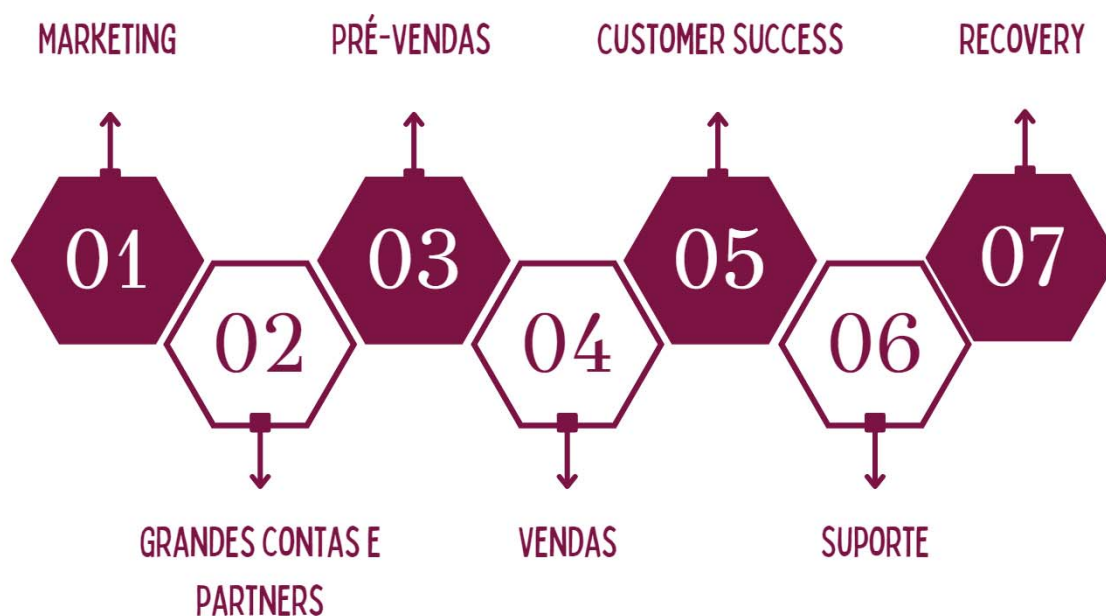 MARKETING
PRÉ-VENDAS
CUSTOMER SUCCESS
RECOVERY
01
03
05
07
02
04
06
GRANDES CONTAS E
PARTNERS
VENDAS
SUPORTE